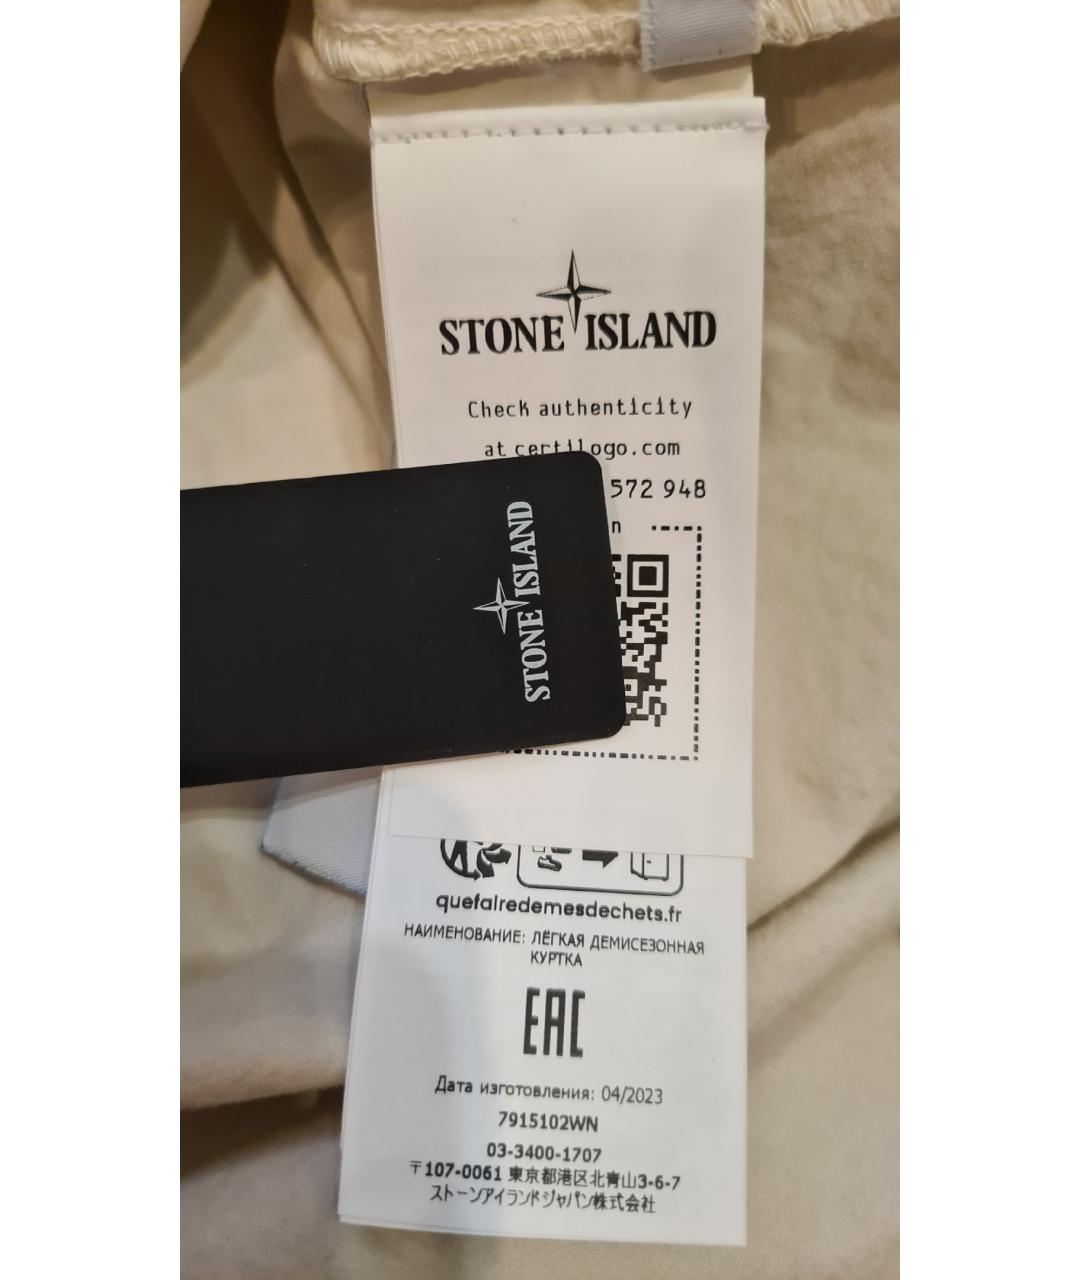 STONE ISLAND
Check authenticity
at certilogo.com
572 948
STONE ISLAND
quefairedemesdechets.fr
НАИМЕНОВАНИЕ: ЛЁГКАЯ ДЕМИСЕЗОННАЯ
КУРТКА
EAC
Дата изготовления: 04/2023
7915102WN
03-3400-1707
〒107-0061 東京都港区北青山3-6-7
ストーンアイランドジャパン株式会社